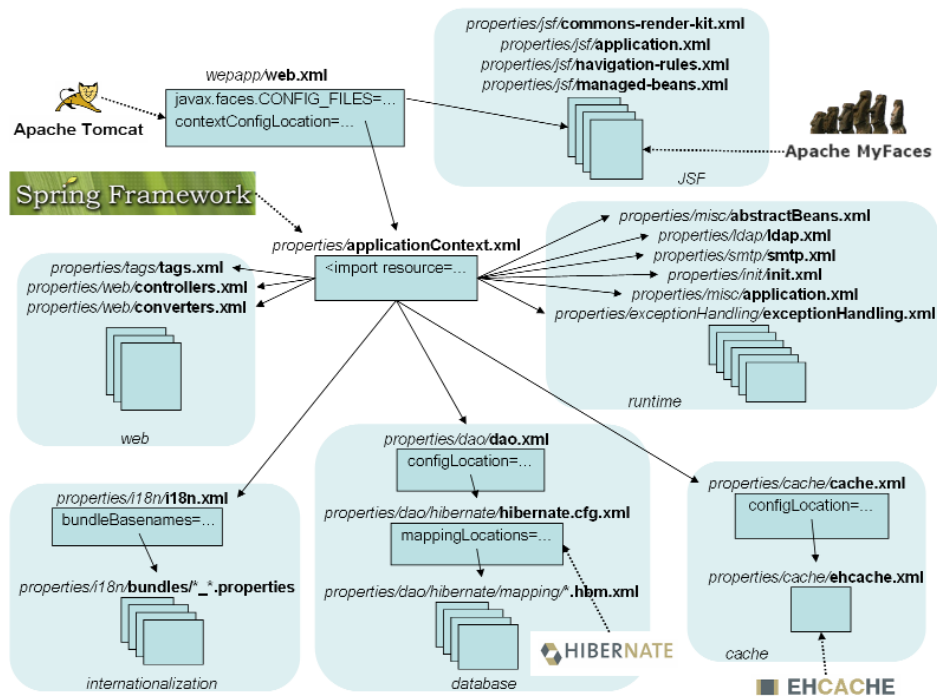 properties/jsf/commons-render-kit.xml
properties/jsf/application.xml
properties/jsf/navigation-rules.xml
properties/jsf/managed-beans.xml
wepapp/web.xml
javax.faces.CONFIG_FILES=...
contextConfigLocation=...
Apache Tomcat
Apache MyFaces
JSF
Spring Framework
properties/applicationContext.xml
<import resource=...
properties/misc/abstractBeans.xml
properties/ldap/ldap.xml
properties/smtp/smtp.xml
properties/init/init.xml
properties/misc/application.xml
properties/exceptionHandling/exceptionHandling.xml
runtime
properties/tags/tags.xml
properties/web/controllers.xml
properties/web/converters.xml
web
properties/i18n/i18n.xml
bundleBasenames=...
properties/i18n/bundles/*_*.properties
internationalization
properties/dao/dao.xml
configLocation=...
properties/dao/hibernate/hibernate.cfg.xml
mappingLocations=...
properties/dao/hibernate/mapping/*.hbm.xml
database
HIBERNATE
properties/cache/cache.xml
configLocation=...
properties/cache/ehcache.xml
cache
EHCACHE